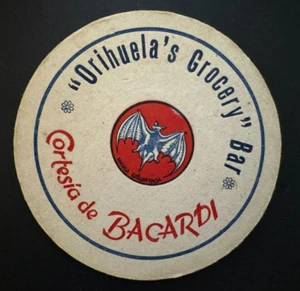 "Orihuela's Grocery" Bar
Cortesía de BACARDI